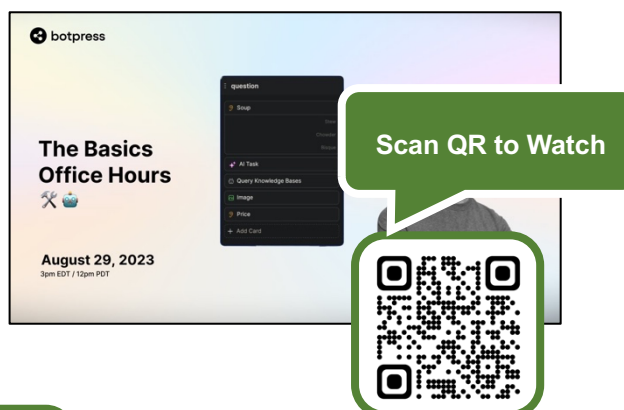 botpress
question
Soup
AI Task
Query Knowledge Bases
Image
Price
+ Add Card
The Basics
Office Hours
August 29, 2023
3pm EDT / 12pm PDT
Scan QR to Watch